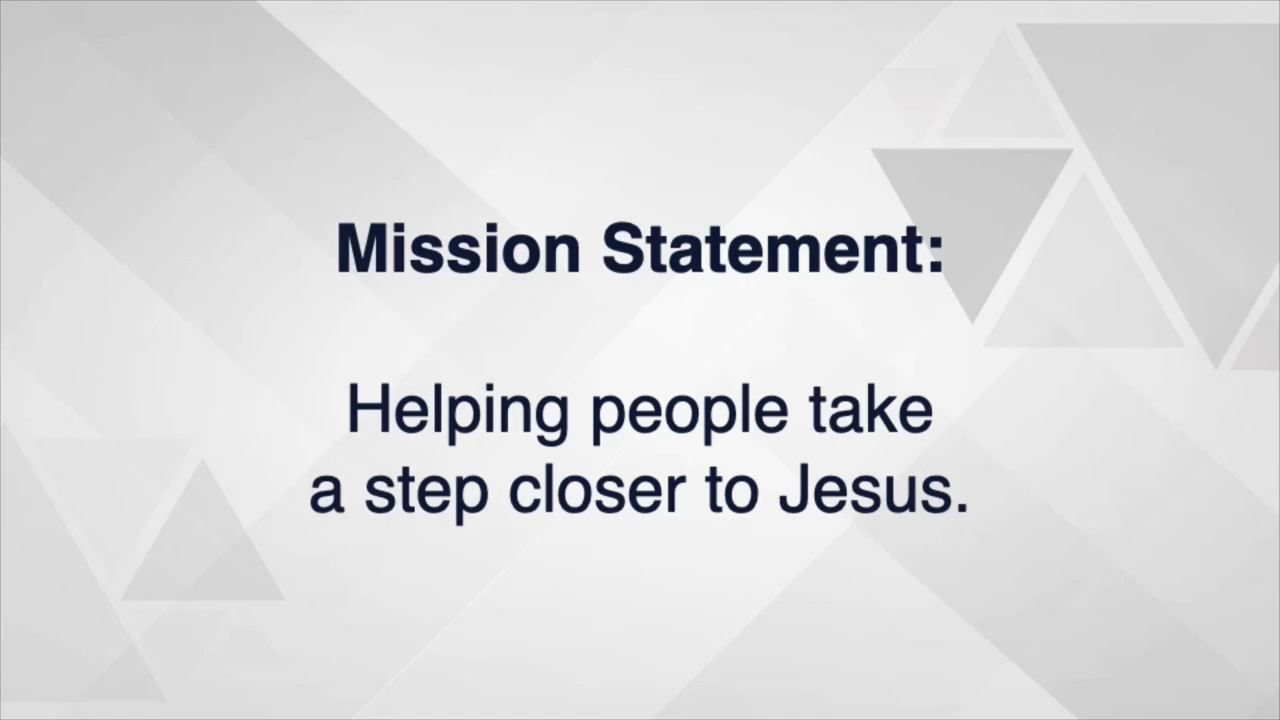 Mission Statement:
Helping people take
a step closer to Jesus.